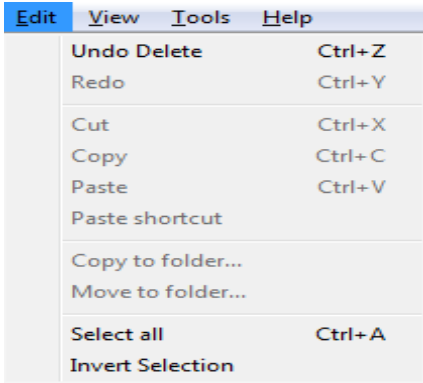 Edit View Tools Help
Undo Delete Ctrl+Z
Redo Ctrl+Y
Cut Ctrl+X
Copy Ctrl+C
Paste Ctrl+V
Paste shortcut
Copy to folder...
Move to folder...
Select all Ctrl+A
Invert Selection